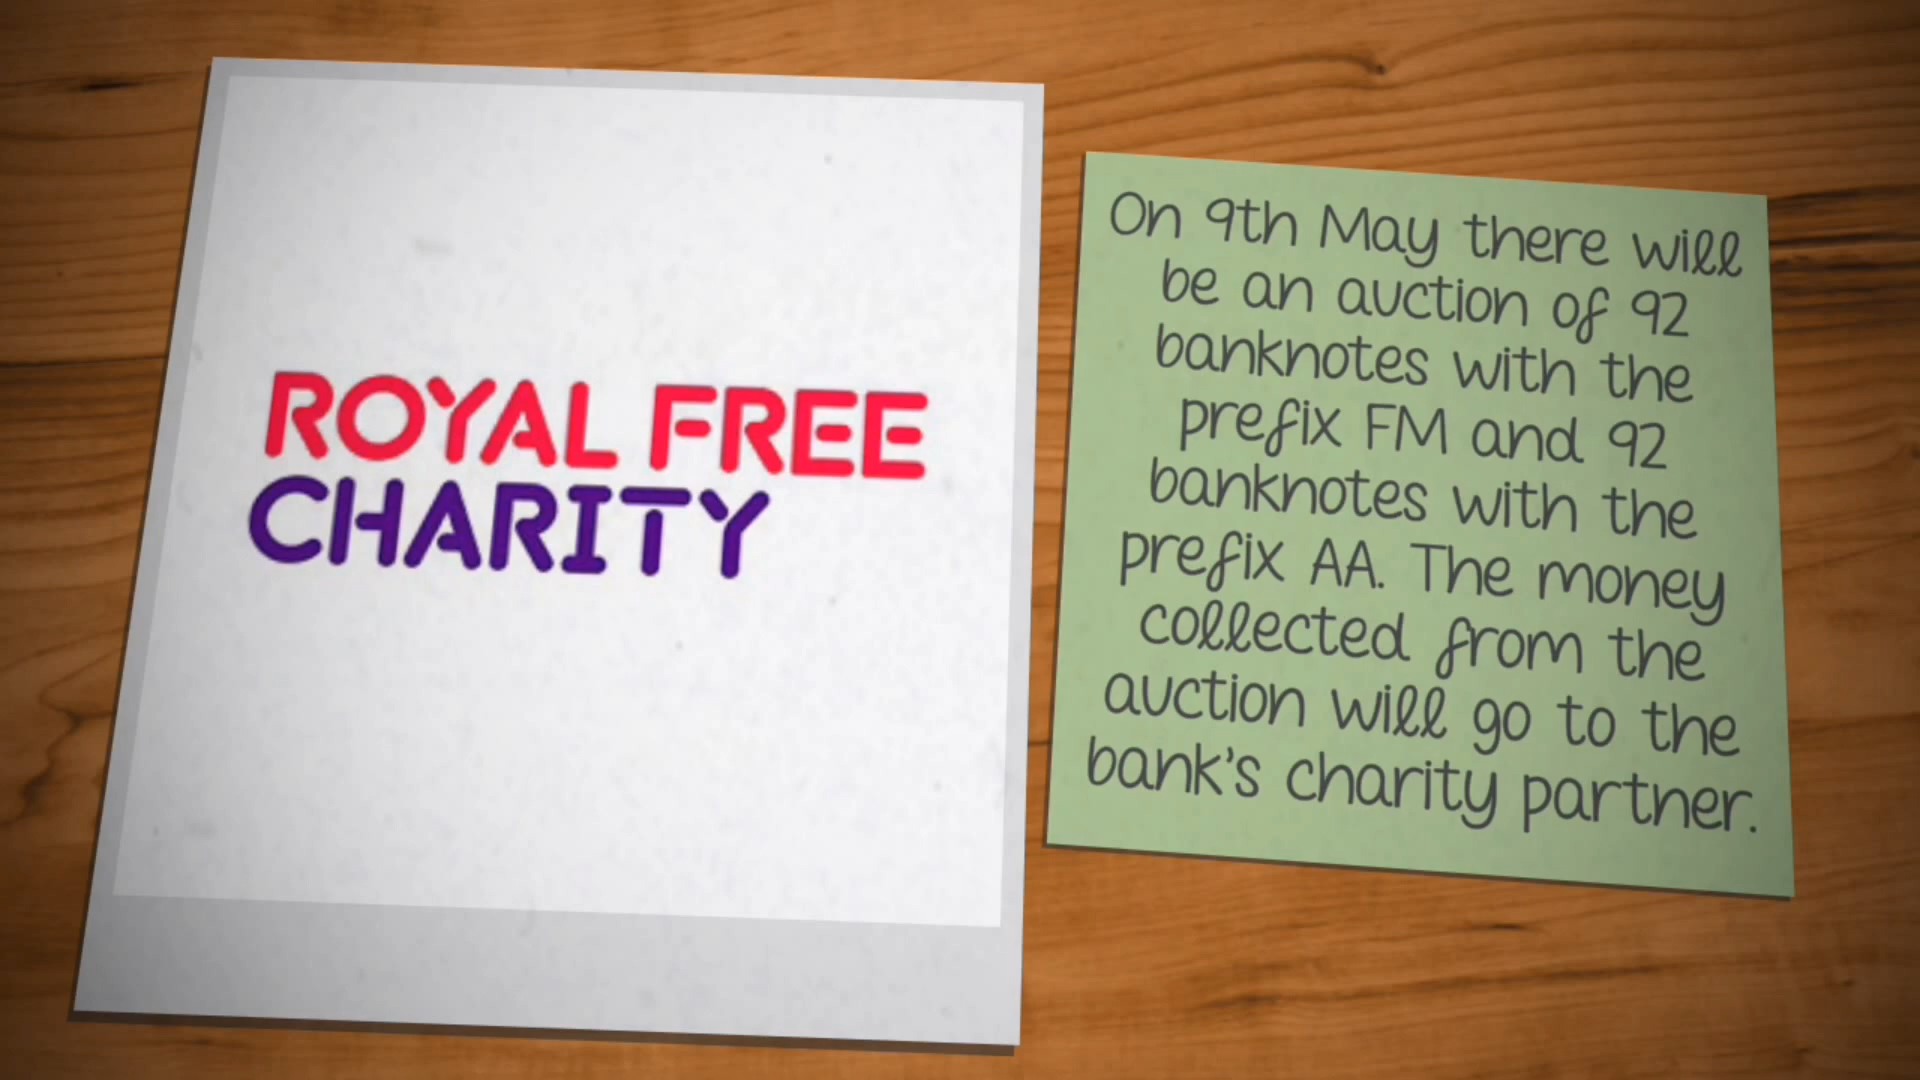 ROYAL FREE
CHARITY
On 9th May there will
be an auction of 92
banknotes with the
prefix FM and 92
banknotes with the
prefix AA. The money
collected from the
auction will go to the
bank's charity partner.